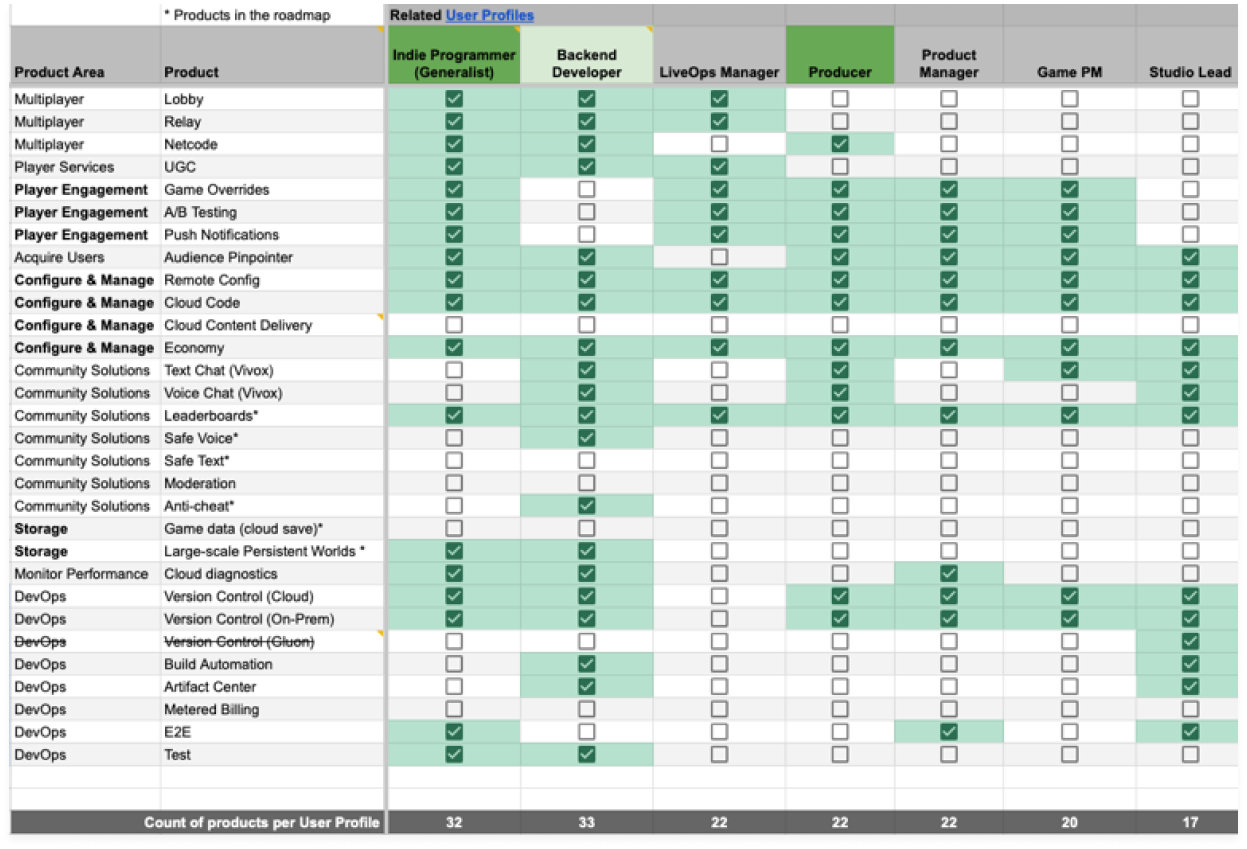 * Products in the roadmap Related User Profiles
Product Area Product Indie Programmer (Generalist) Backend Developer LiveOps Manager Producer Product Manager Game PM Studio Lead
Multiplayer Lobby
Multiplayer Relay
Multiplayer Netcode
Player Services UGC
Player Engagement Game Overrides
Player Engagement A/B Testing
Player Engagement Push Notifications
Acquire Users Audience Pinpointer
Configure & Manage Remote Config
Configure & Manage Cloud Code
Configure & Manage Cloud Content Delivery
Configure & Manage Economy
Community Solutions Text Chat (Vivox)
Community Solutions Voice Chat (Vivox)
Community Solutions Leaderboards*
Community Solutions Safe Voice*
Community Solutions Safe Text*
Community Solutions Moderation
Community Solutions Anti-cheat*
Storage Game data (cloud save)*
Storage Large-scale Persistent Worlds *
Monitor Performance Cloud diagnostics
DevOps Version Control (Cloud)
DevOps Version Control (On-Prem)
DevOps Version Control (Gluon)
DevOps Build Automation
DevOps Artifact Center
DevOps Metered Billing
DevOps E2E
DevOps Test
Count of products per User Profile 32 33 22 22 22 20 17